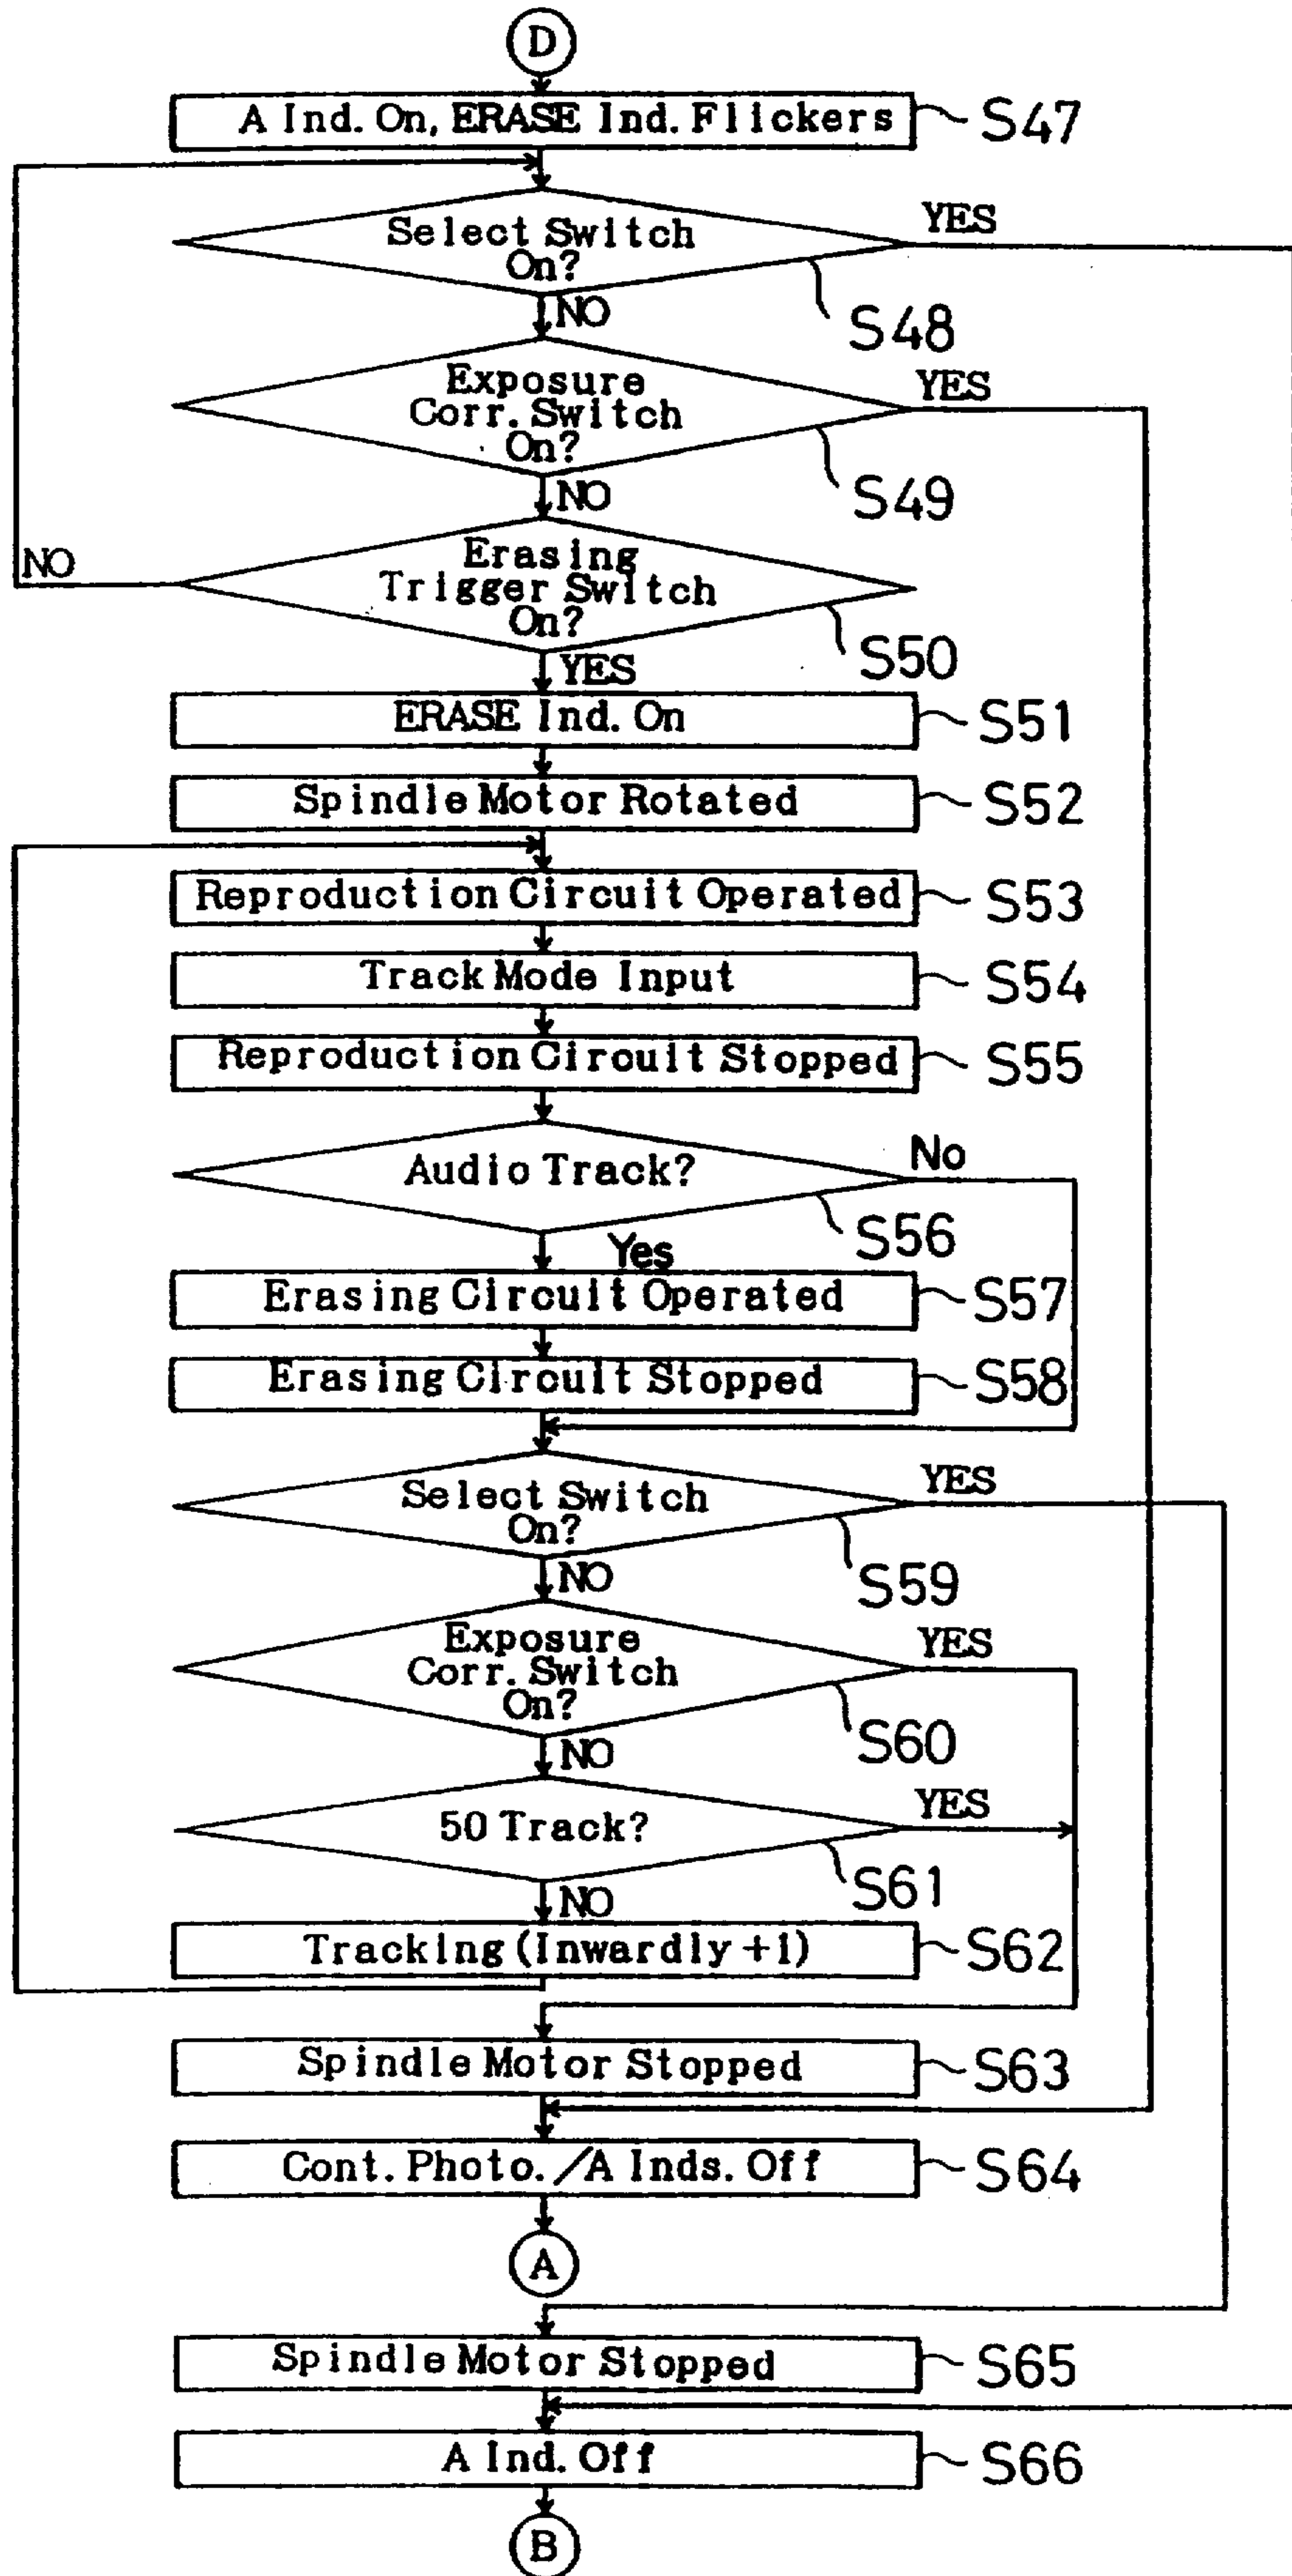 D
A Ind. On, ERASE Ind. Flickers
S47
Select Switch
On?
YES
S48
NO
Exposure
Corr. Switch
On?
YES
S49
NO
Erasing
Trigger Switch
On?
NO
S50
YES
ERASE Ind. On
S51
Spindle Motor Rotated
S52
Reproduction Circuit Operated
S53
Track Mode Input
S54
Reproduction Circuit Stopped
S55
Audio Track?
No
S56
Yes
Erasing Circuit Operated
S57
Erasing Circuit Stopped
S58
Select Switch
On?
YES
S59
NO
Exposure
Corr. Switch
On?
YES
S60
NO
50 Track?
YES
S61
NO
Tracking (Inwardly +1)
S62
Spindle Motor Stopped
S63
Cont. Photo. /A Inds. Off
S64
A
Spindle Motor Stopped
S65
A Ind. Off
S66
B